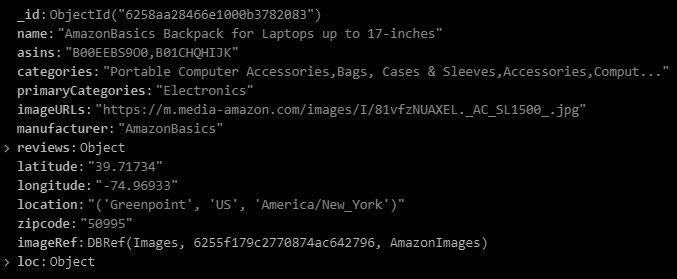 _id:ObjectId("6258aa28466e1000b3782083")
name:"AmazonBasics Backpack for Laptops up to 17-inches"
asins:"B00EEBS9O0,B01CHQHIJK"
categories:"Portable Computer Accessories,Bags, Cases & Sleeves,Accessories,Comput..."
primaryCategories:"Electronics"
imageURLs:"https://m.media-amazon.com/images/I/81vfzNUAXEL._AC_SL1500_.jpg"
manufacturer:"AmazonBasics"
> reviews:Object
latitude:"39.71734"
longitude:"-74.96933"
location:"('Greenpoint', 'US', 'America/New_York')"
zipcode:"50995"
imageRef:DBRef(Images, 6255f179c2770874ac642796, AmazonImages)
> loc:Object